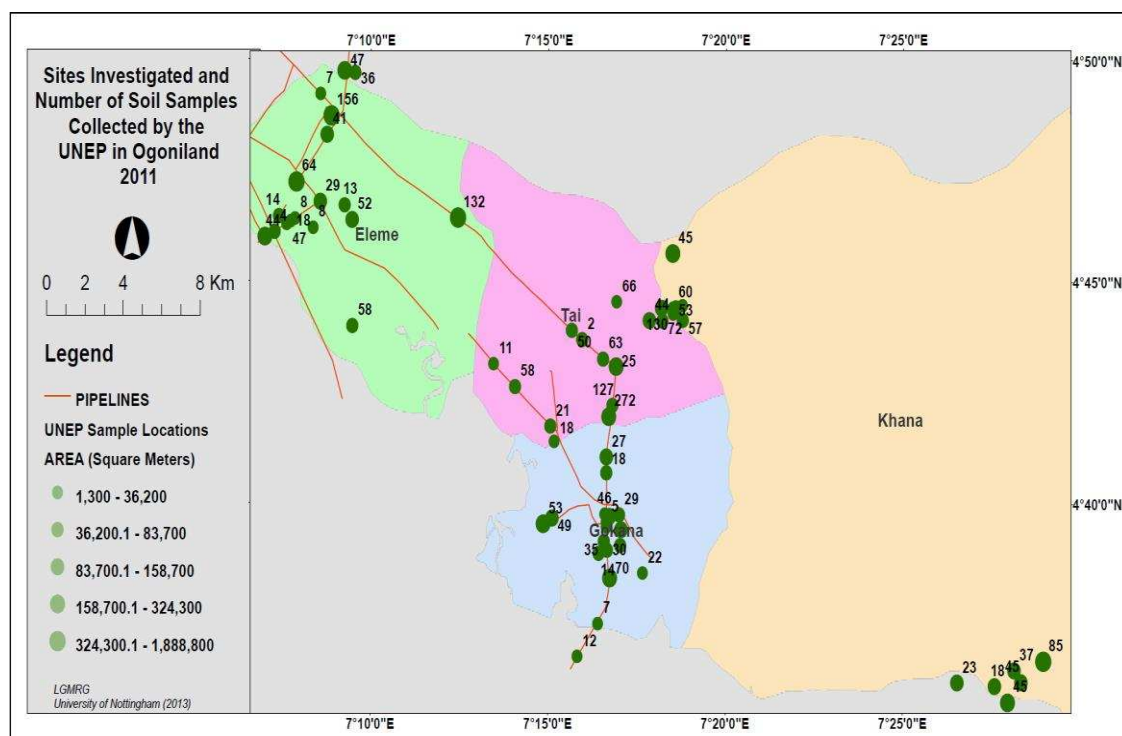 7°10'0"E
7°15'0"E
7°20'0"E
7°25'0"E
Sites Investigated and
Number of Soil Samples
Collected by the
UNEP in Ogoniland
2011
0 2 4 8 Km
Legend
PIPELINES
UNEP Sample Locations
AREA (Square Meters)
1,300 - 36,200
36,200.1 - 83,700
83,700.1 - 158,700
158,700.1 - 324,300
324,300.1 - 1,888,800
LGMRG
University of Nottingham (2013)
4°50'0"N
4°45'0"N
4°40'0"N
47
7
36
156
41
64
29
13
14
8
52
4
18
8
44
47
Eleme
132
58
45
66
60
44
53
130
72
57
Tai
2
50
63
11
25
58
127
272
21
18
27
18
Khana
46
5
29
53
49
Gokana
35
30
22
14
70
7
12
85
37
45
18
23
45
7°10'0"E
7°15'0"E
7°20'0"E
7°25'0"E